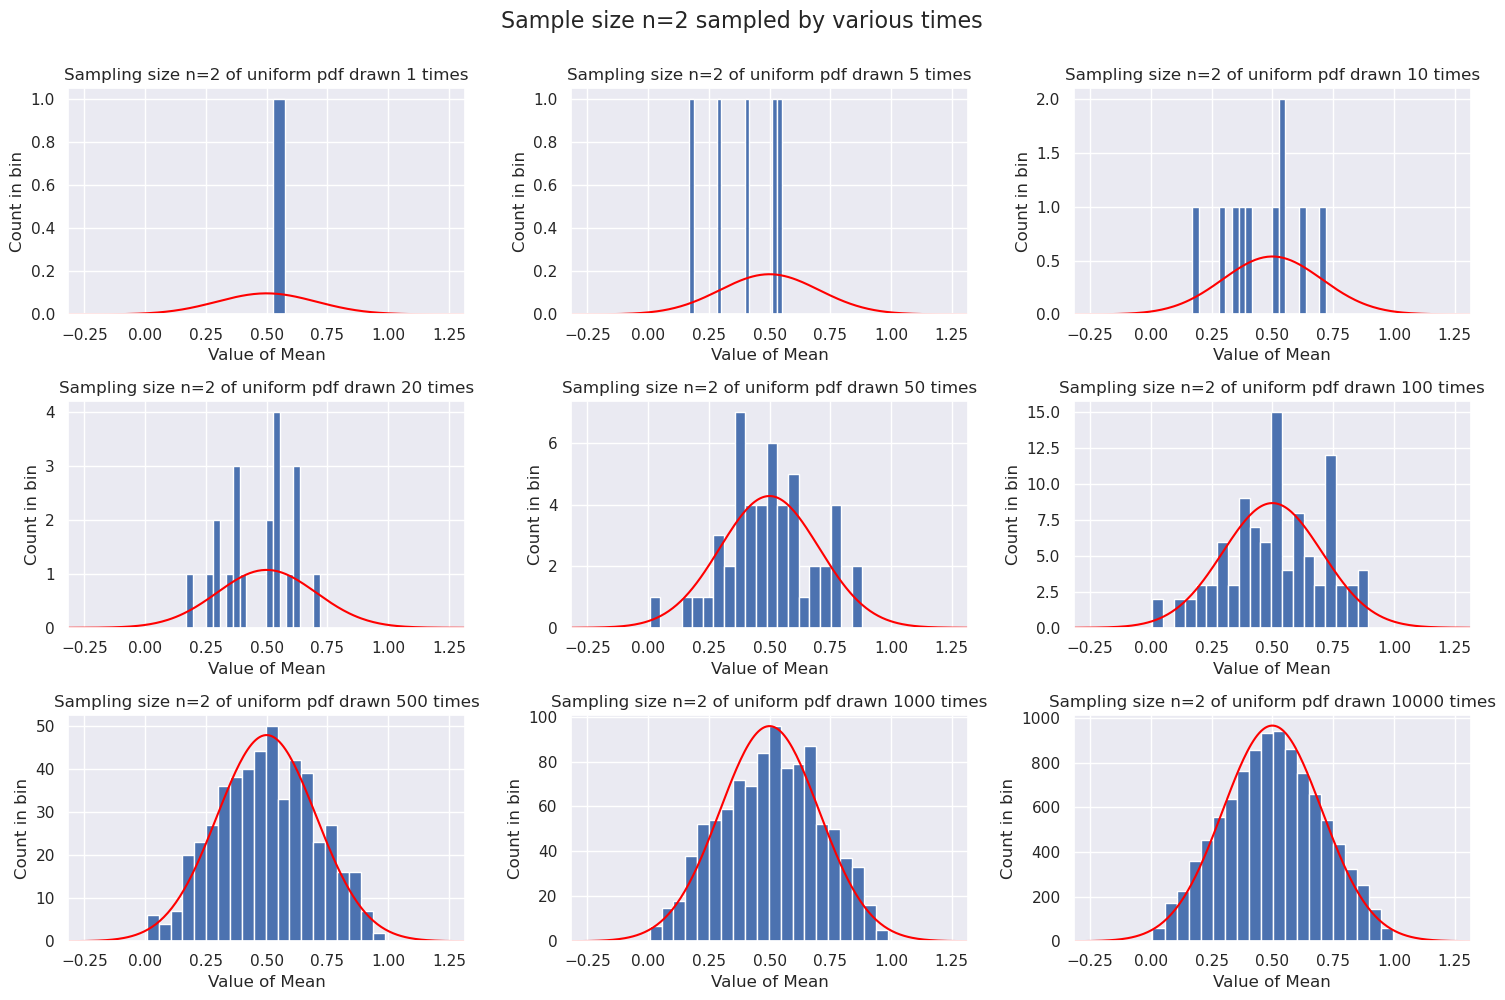 Sample size n=2 sampled by various times
Sampling size n=2 of uniform pdf drawn 1 times
Count in bin
1.0
0.8
0.6
0.4
0.2
0.0
−0.25 0.00 0.25 0.50 0.75 1.00 1.25
Value of Mean
Sampling size n=2 of uniform pdf drawn 5 times
Count in bin
1.0
0.8
0.6
0.4
0.2
0.0
−0.25 0.00 0.25 0.50 0.75 1.00 1.25
Value of Mean
Sampling size n=2 of uniform pdf drawn 10 times
Count in bin
2.0
1.5
1.0
0.5
0.0
−0.25 0.00 0.25 0.50 0.75 1.00 1.25
Value of Mean
Sampling size n=2 of uniform pdf drawn 20 times
Count in bin
4
3
2
1
0
−0.25 0.00 0.25 0.50 0.75 1.00 1.25
Value of Mean
Sampling size n=2 of uniform pdf drawn 50 times
Count in bin
6
4
2
0
−0.25 0.00 0.25 0.50 0.75 1.00 1.25
Value of Mean
Sampling size n=2 of uniform pdf drawn 100 times
Count in bin
15.0
12.5
10.0
7.5
5.0
2.5
0.0
−0.25 0.00 0.25 0.50 0.75 1.00 1.25
Value of Mean
Sampling size n=2 of uniform pdf drawn 500 times
Count in bin
50
40
30
20
10
0
−0.25 0.00 0.25 0.50 0.75 1.00 1.25
Value of Mean
Sampling size n=2 of uniform pdf drawn 1000 times
Count in bin
100
80
60
40
20
0
−0.25 0.00 0.25 0.50 0.75 1.00 1.25
Value of Mean
Sampling size n=2 of uniform pdf drawn 10000 times
Count in bin
1000
800
600
400
200
0
−0.25 0.00 0.25 0.50 0.75 1.00 1.25
Value of Mean